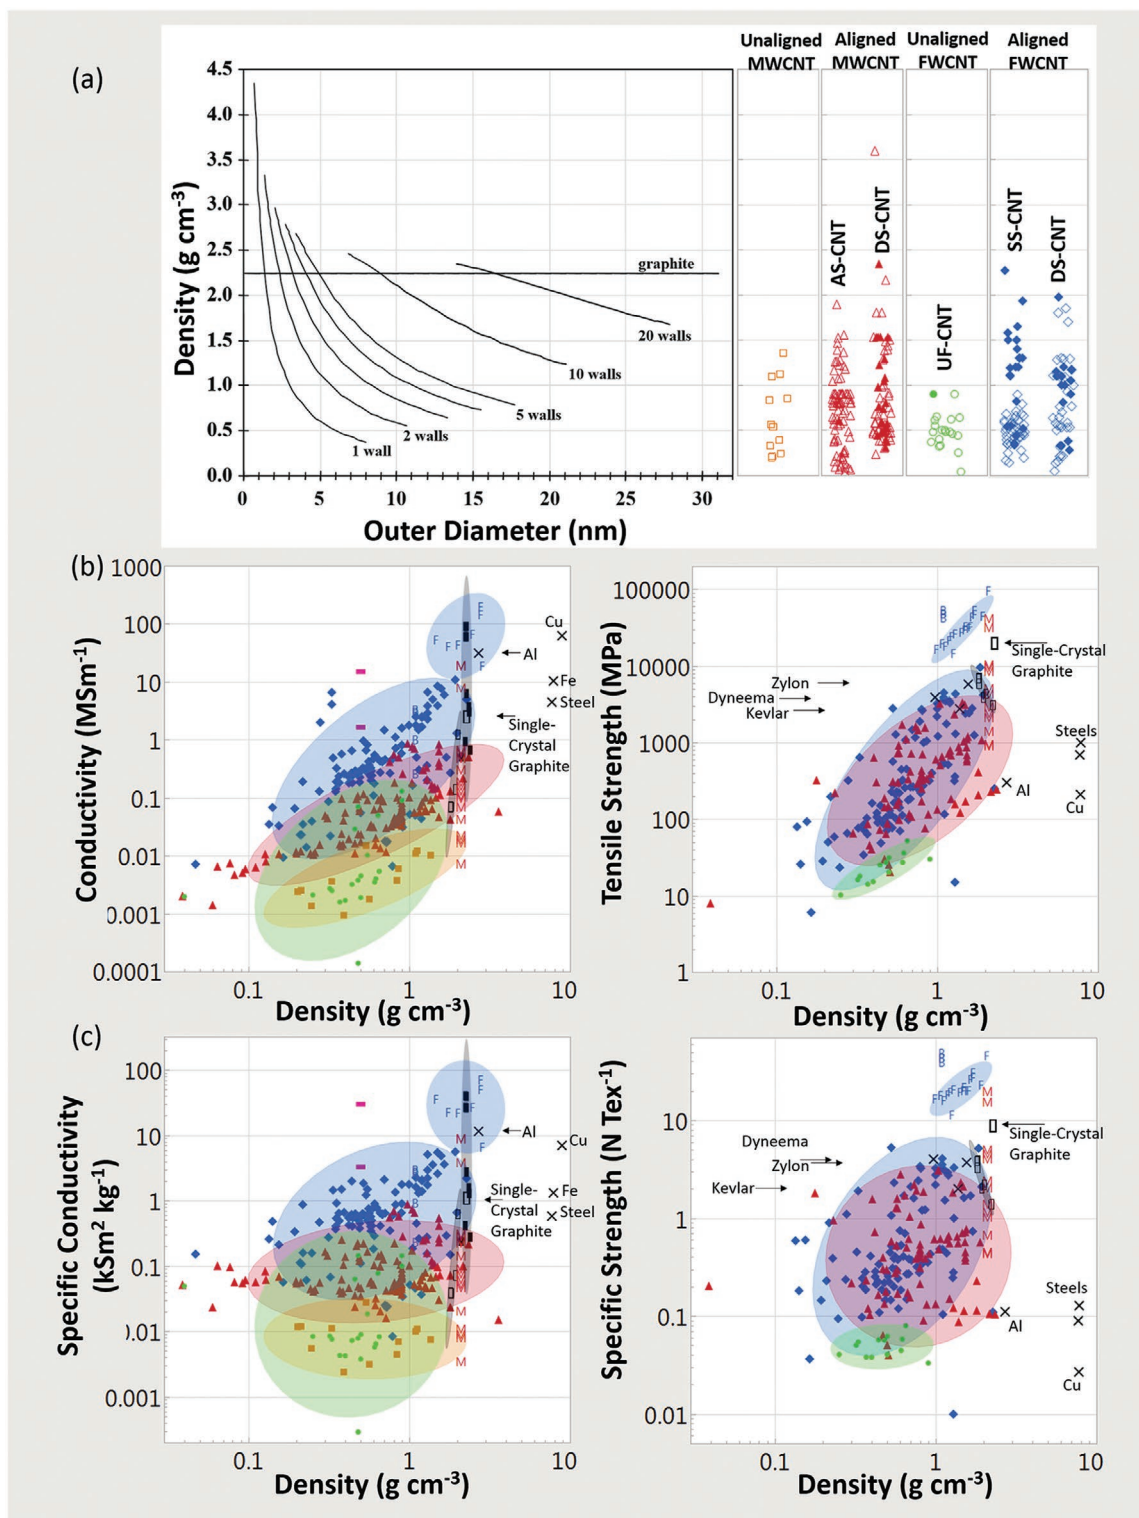 (a)
Unaligned Aligned Unaligned Aligned
MWCNT MWCNT FWCNT FWCNT
4.5
4.0
3.5
3.0
2.5
2.0
1.5
1.0
0.5
0.0
Density (g cm-3)
graphite
20 walls
10 walls
5 walls
2 walls
1 wall
0 5 10 15 20 25 30
Outer Diameter (nm)
AS-CNT
DS-CNT
UF-CNT
SS-CNT
DS-CNT
(b)
1000
100
10
1
0.1
0.01
0.001
0.0001
Conductivity (MSm-1)
Cu
Al
Fe
Steel
Single-
Crystal
Graphite
0.1 1 10
Density (g cm-3)
100000
10000
1000
100
10
1
Tensile Strength (MPa)
Single-Crystal
Graphite
Zylon
Dyneema
Kevlar
Steels
Al
Cu
0.1 1 10
Density (g cm-3)
(c)
100
10
1
0.1
0.01
0.001
Specific Conductivity
(kSm2 kg-1)
Al
Cu
Single-
Crystal
Graphite
Fe
Steel
0.1 1 10
Density (g cm-3)
10
1
0.1
0.01
Specific Strength (N Tex-1)
Single-Crystal
Graphite
Dyneema
Zylon
Kevlar
Steels
Al
Cu
0.1 1 10
Density (g cm-3)